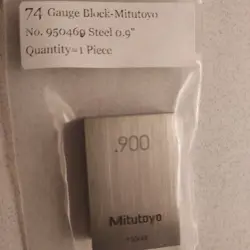 74 Gauge Block-Mitutoyo
No. 950469 Steel 0.9"
Quantity=1 Piece
.900
Mitutoyo